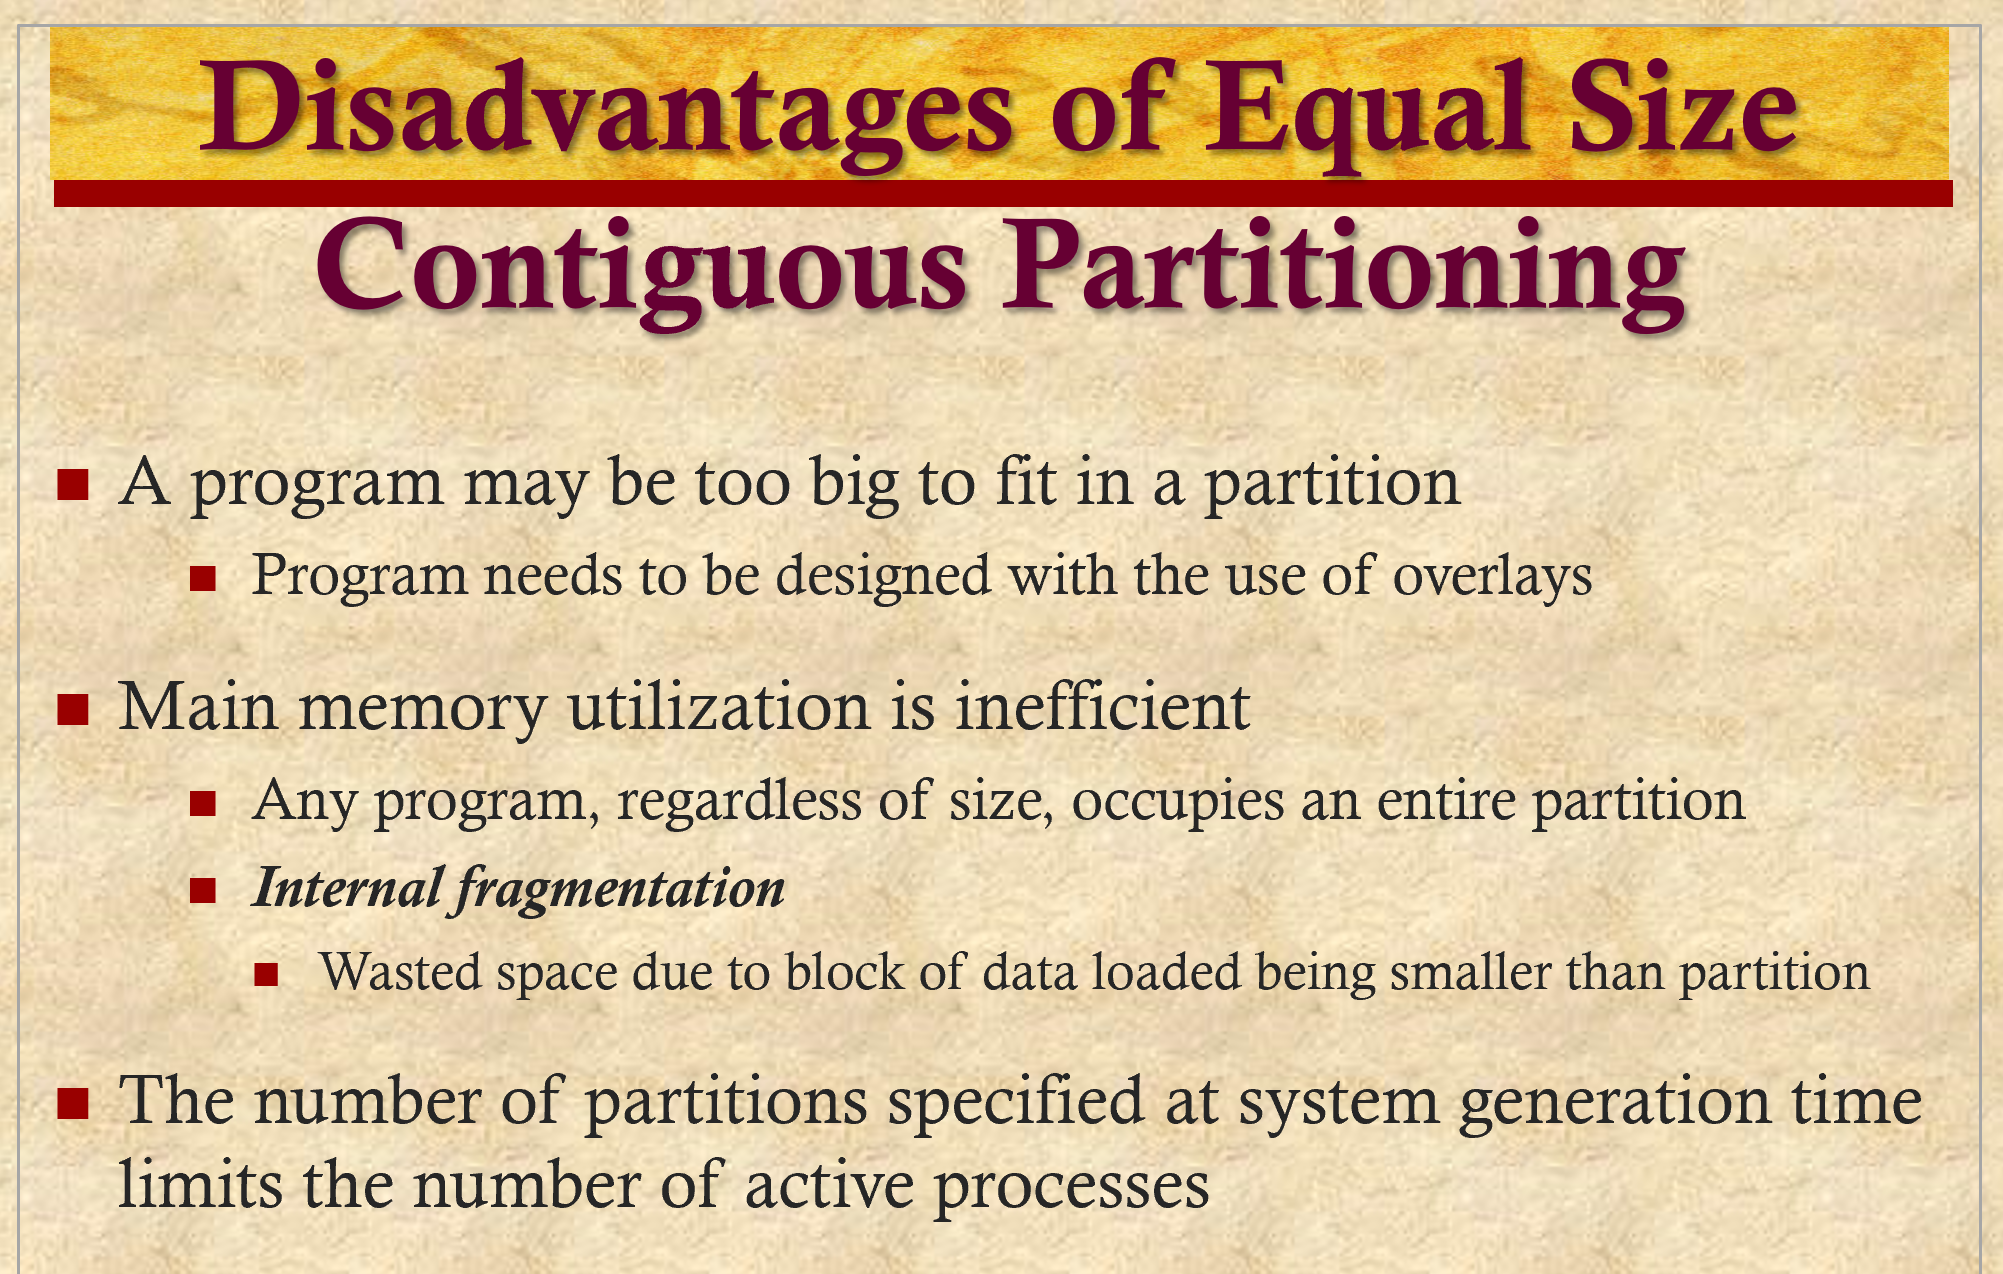 Disadvantages of Equal Size
Contiguous Partitioning
A program may be too big to fit in a partition
Program needs to be designed with the use of overlays
Main memory utilization is inefficient
Any program, regardless of size, occupies an entire partition
Internal fragmentation
Wasted space due to block of data loaded being smaller than partition
The number of partitions specified at system generation time
limits the number of active processes